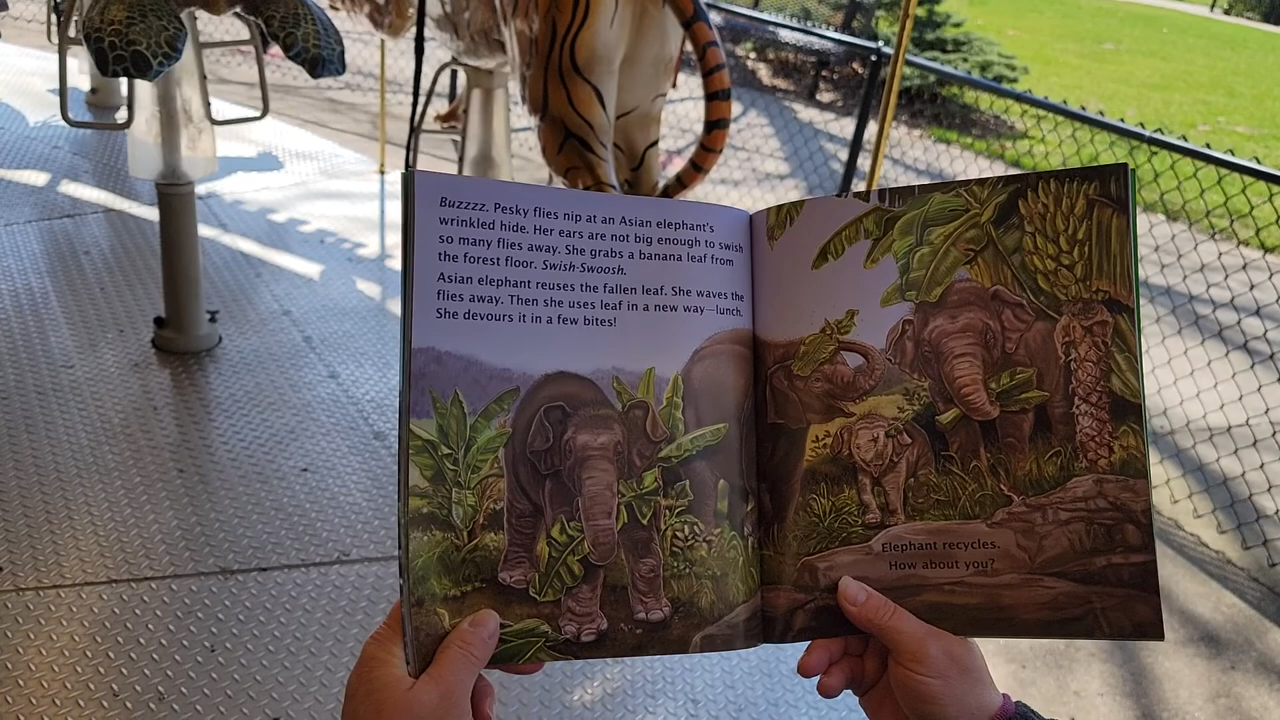 Buzzzz. Pesky flies nip at an Asian elephant's
wrinkled hide. Her ears are not big enough to swish
so many flies away. She grabs a banana leaf from
the forest floor. Swish-Swoosh.
Asian elephant reuses the fallen leaf. She waves the
flies away. Then she uses leaf in a new way—lunch.
She devours it in a few bites!
Elephant recycles.
How about you?